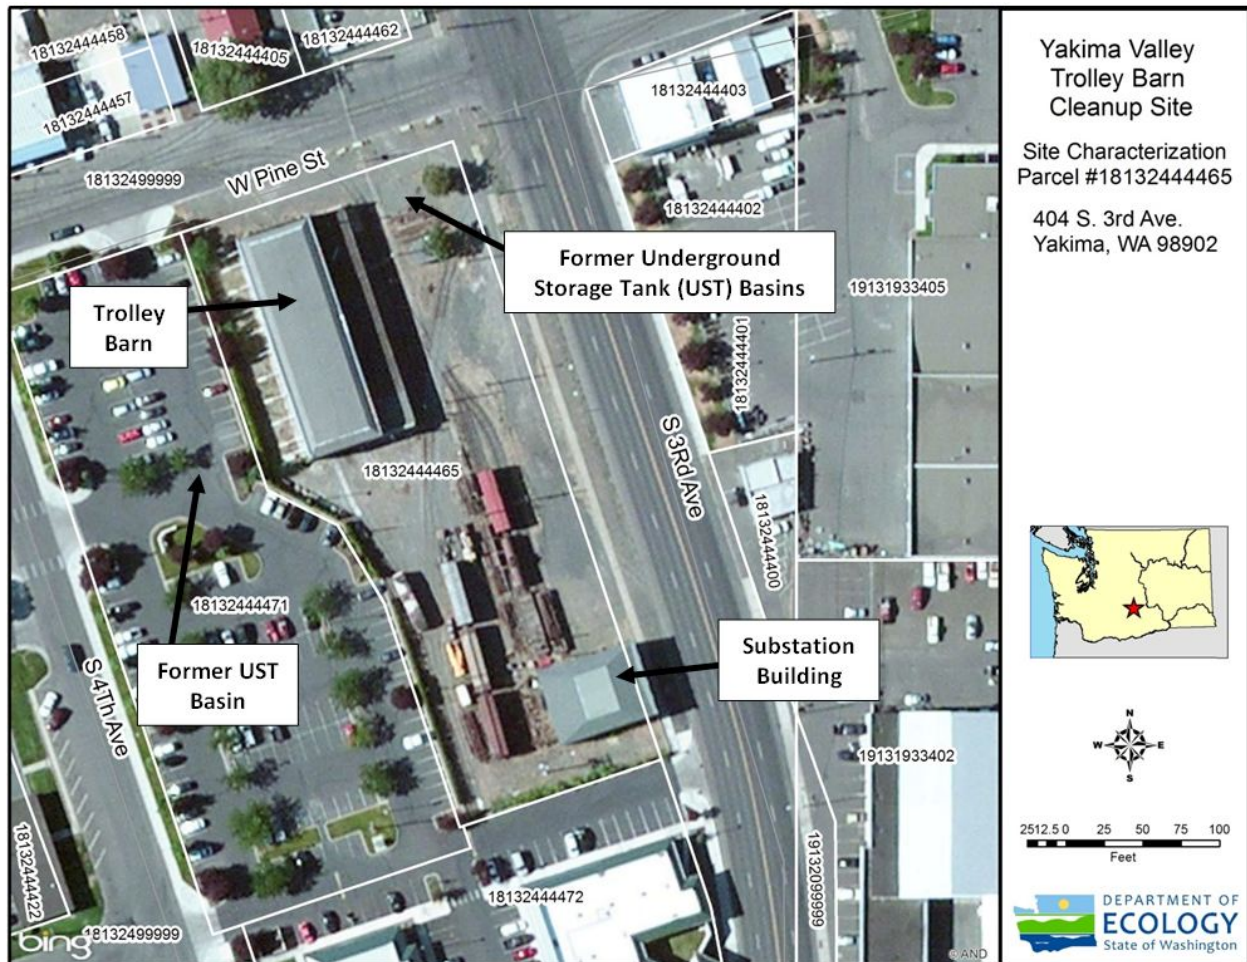 18132444458
18132444405
18132444462
18132444457
18132444403
18132499999
W Pine St
18132444402
Former Underground
Storage Tank (UST) Basins
Trolley
Barn
19131933405
18132444401
S 3Rd Ave
18132444465
18132444400
18132444471
Former UST
Basin
Substation
Building
S 4Th Ave
19131933402
18132444422
19132099999
18132444472
18132499999
bing
© AND
Yakima Valley
Trolley Barn
Cleanup Site
Site Characterization
Parcel #18132444465
404 S. 3rd Ave.
Yakima, WA 98902
N
W E
S
2512.5 0 25 50 75 100
Feet
DEPARTMENT OF
ECOLOGY
State of Washington